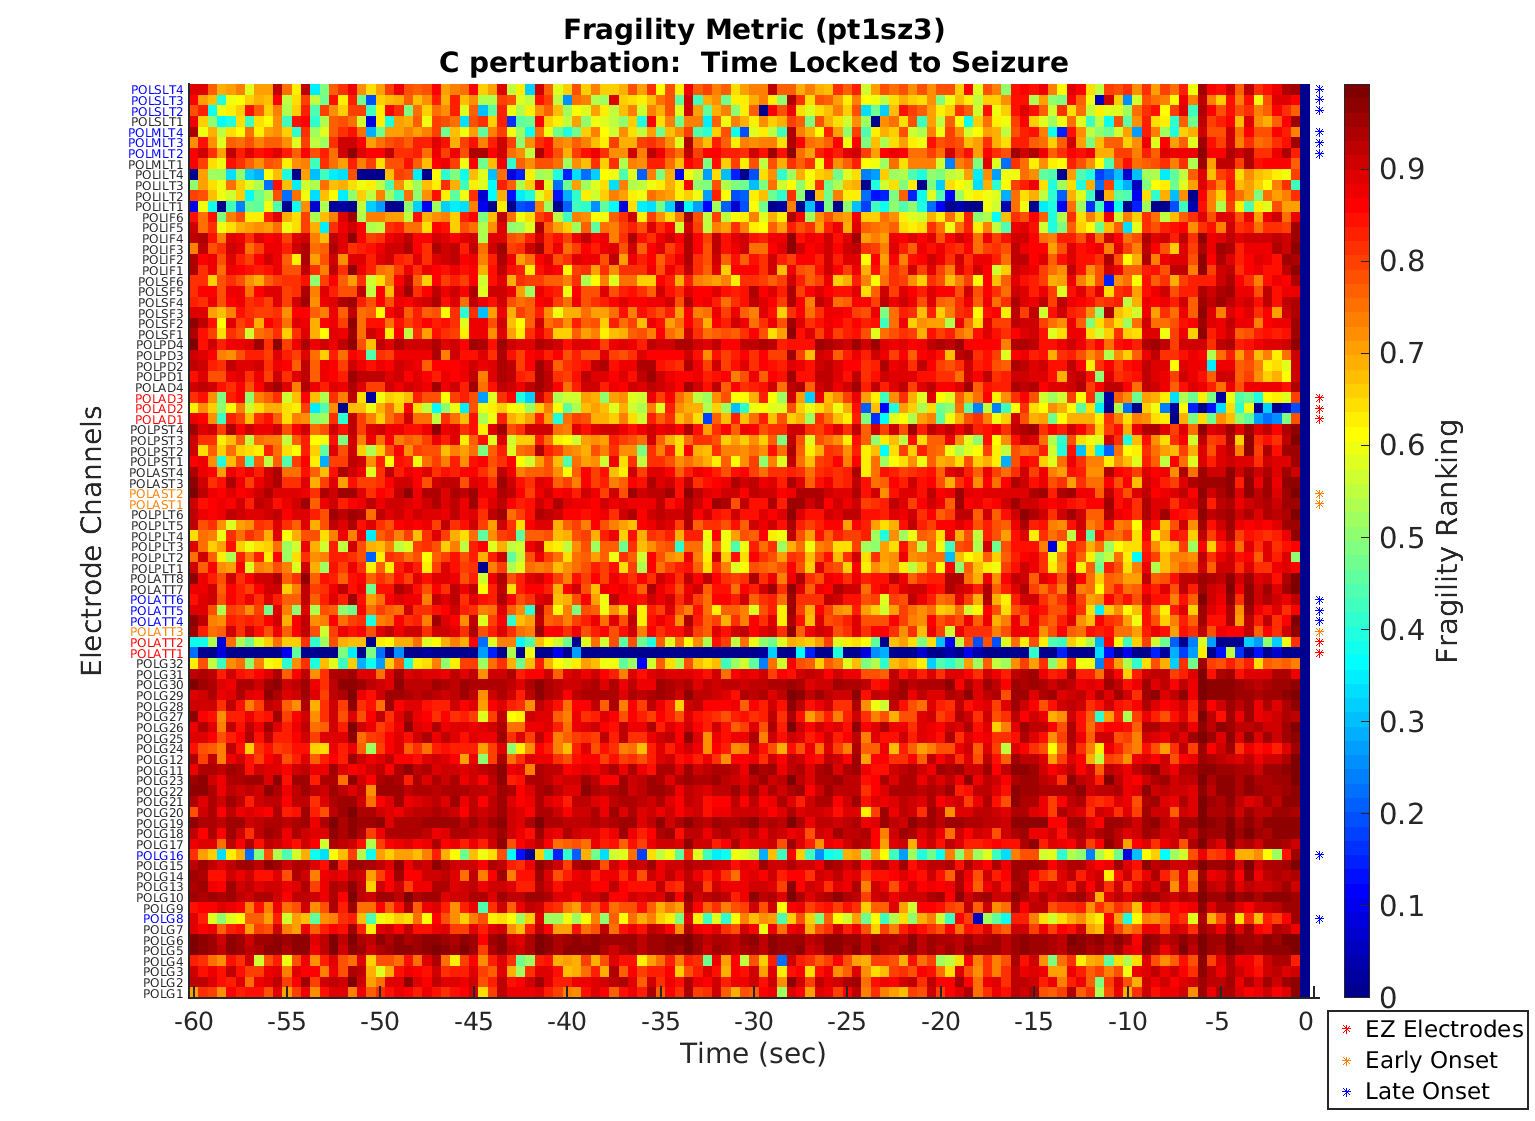 Fragility Metric (pt1sz3)
C perturbation:  Time Locked to Seizure
Electrode Channels
POLSLT4
POLSLT3
POLSLT2
POLSLT1
POLMLT4
POLMLT3
POLMLT2
POLMLT1
POLILT4
POLILT3
POLILT2
POLILT1
POLIF6
POLIF5
POLIF4
POLIF3
POLIF2
POLIF1
POLSF6
POLSF5
POLSF4
POLSF3
POLSF2
POLSF1
POLPD4
POLPD3
POLPD2
POLPD1
POLAD4
POLAD3
POLAD2
POLAD1
POLPST4
POLPST3
POLPST2
POLPST1
POLAST4
POLAST3
POLAST2
POLAST1
POLPLT6
POLPLT5
POLPLT4
POLPLT3
POLPLT2
POLPLT1
POLATT8
POLATT7
POLATT6
POLATT5
POLATT4
POLATT3
POLATT2
POLATT1
POLG32
POLG31
POLG30
POLG29
POLG28
POLG27
POLG26
POLG25
POLG24
POLG12
POLG11
POLG23
POLG22
POLG21
POLG20
POLG19
POLG18
POLG17
POLG16
POLG15
POLG14
POLG13
POLG10
POLG9
POLG8
POLG7
POLG6
POLG5
POLG4
POLG3
POLG2
POLG1
-60 -55 -50 -45 -40 -35 -30 -25 -20 -15 -10 -5 0
Time (sec)
0.9
0.8
0.7
0.6
0.5
0.4
0.3
0.2
0.1
0
Fragility Ranking
EZ Electrodes
Early Onset
Late Onset